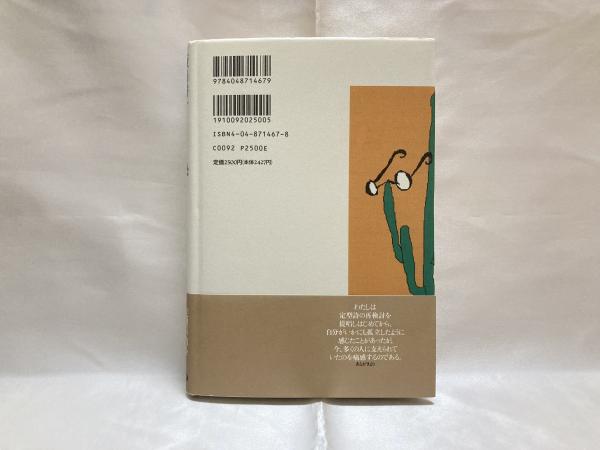 9784048714679
1910092025005
ISBN4-04-871467-8
C0092 P2500E
定価2500円(本体2427円)
わたしは
定型詩の再検討を
提唱しはじめてから、
自分がいかにも孤立したように
感じたことがあったが、
今、多くの人に支えられて
いたのを痛感するのである。